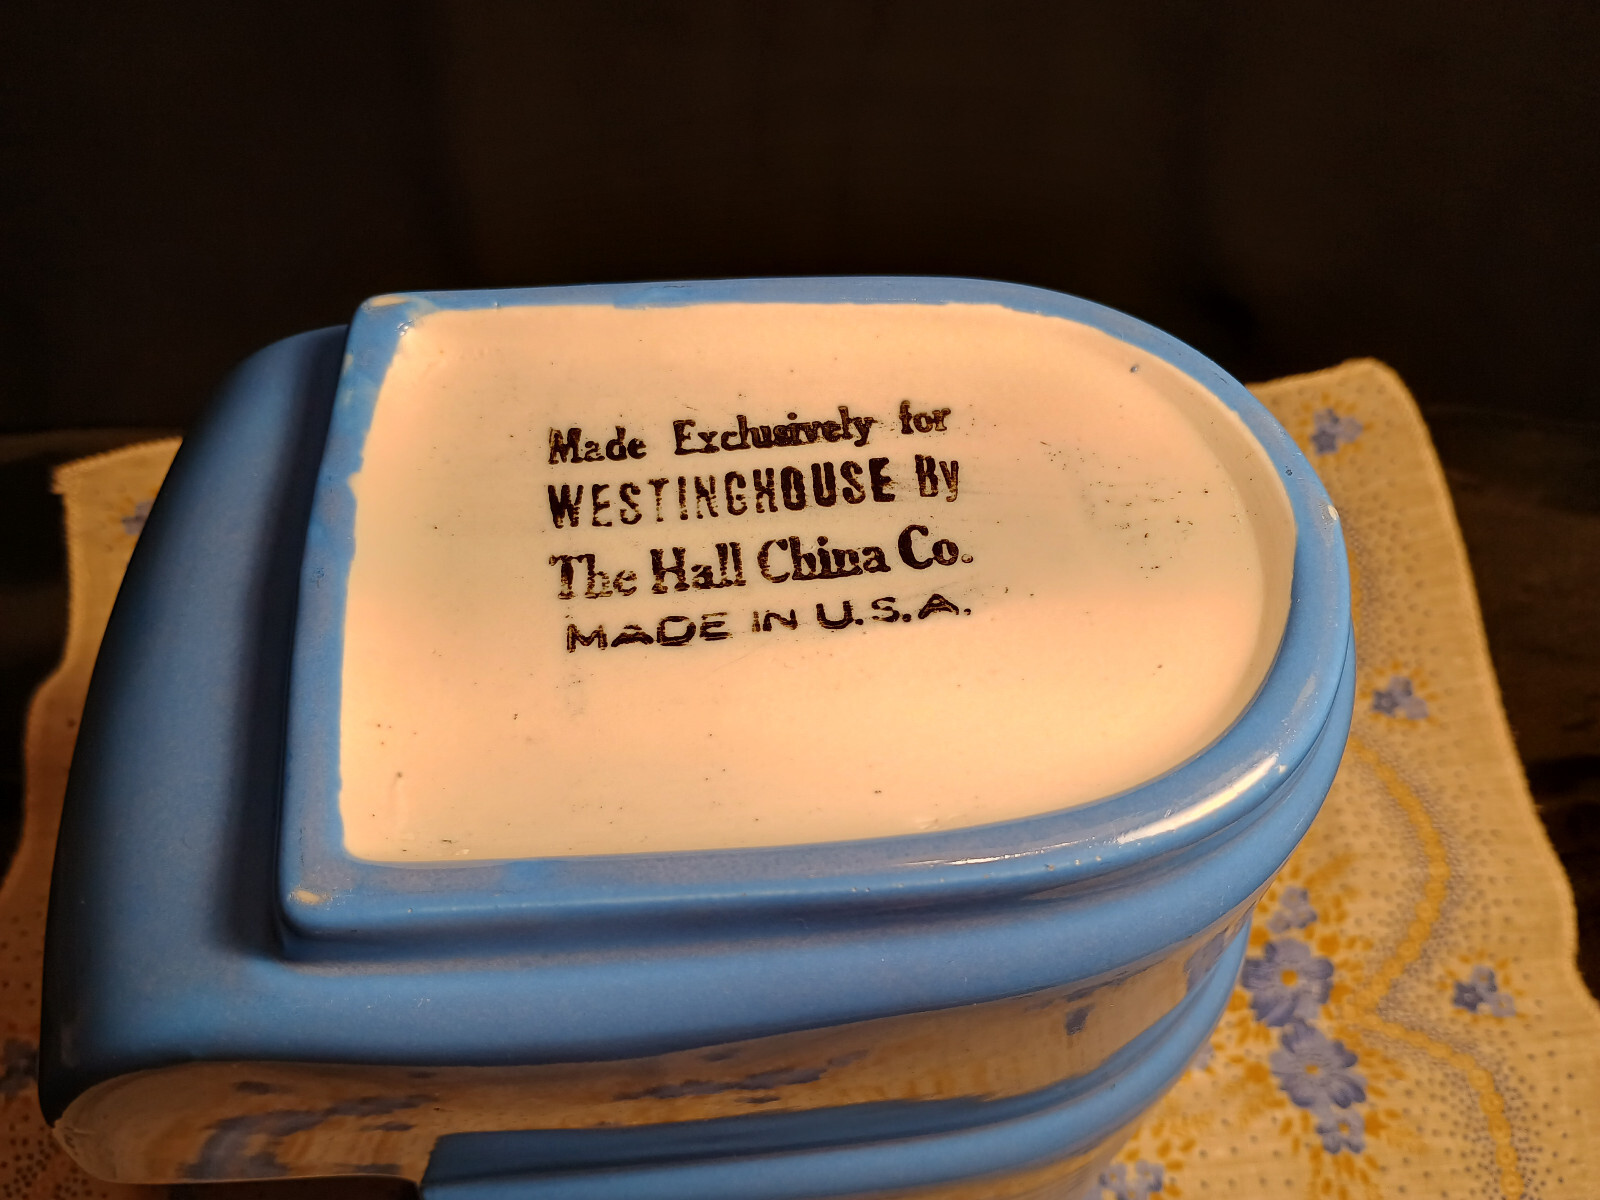 Made Exclusively for
WESTINGHOUSE By
The Hall China Co.
MADE IN U.S.A.